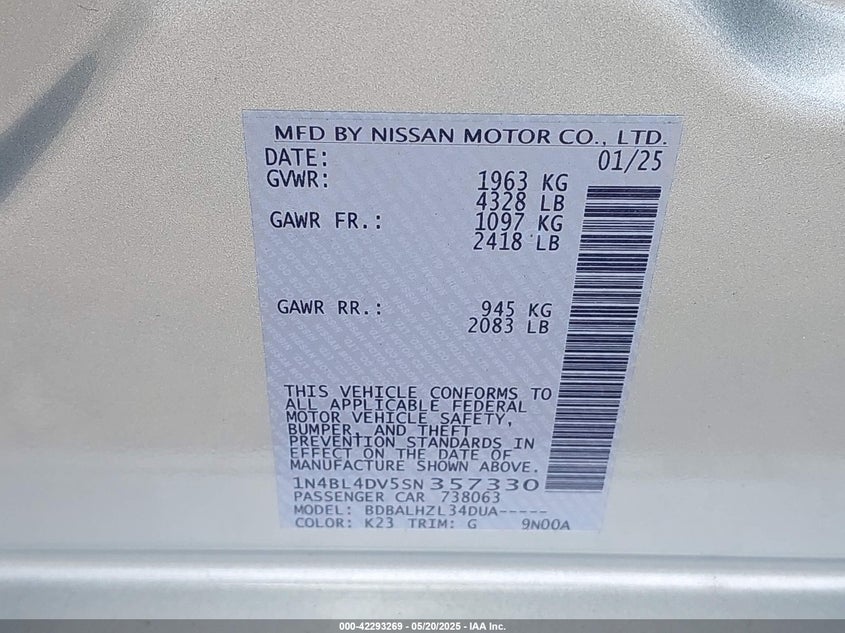 MFD BY NISSAN MOTOR CO., LTD.
DATE: 01/25
GVWR: 1963 KG
4328 LB
GAWR FR.: 1097 KG
2418 LB
GAWR RR.: 945 KG
2083 LB
THIS VEHICLE CONFORMS TO
ALL APPLICABLE FEDERAL
MOTOR VEHICLE SAFETY,
BUMPER, AND THEFT
PREVENTION STANDARDS IN
EFFECT ON THE DATE OF
MANUFACTURE SHOWN ABOVE.
1N4BL4DV5SN357330
PASSENGER CAR 738063
MODEL: BDBALHZL34DUA-----
COLOR: K23 TRIM: G 9N00A
000-42293269 | 05/20/2025 | IAA Inc.